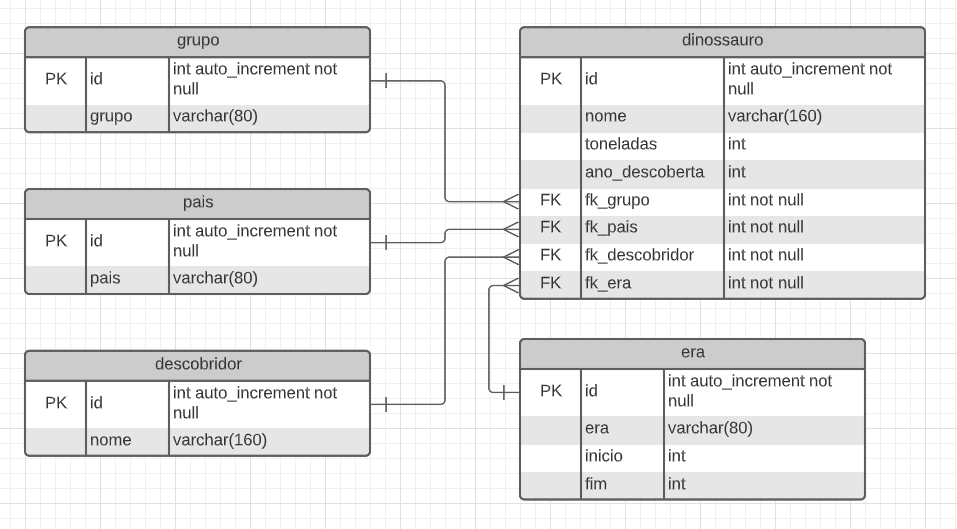 grupo
PK id int auto_increment not
null
grupo varchar(80)
pais
PK id int auto_increment not
null
pais varchar(80)
descobridor
PK id int auto_increment not
null
nome varchar(160)
dinossauro
PK id int auto_increment not
null
nome varchar(160)
toneladas int
ano_descoberta int
FK fk_grupo int not null
FK fk_pais int not null
FK fk_descobridor int not null
FK fk_era int not null
era
PK id int auto_increment not
null
era varchar(80)
inicio int
fim int